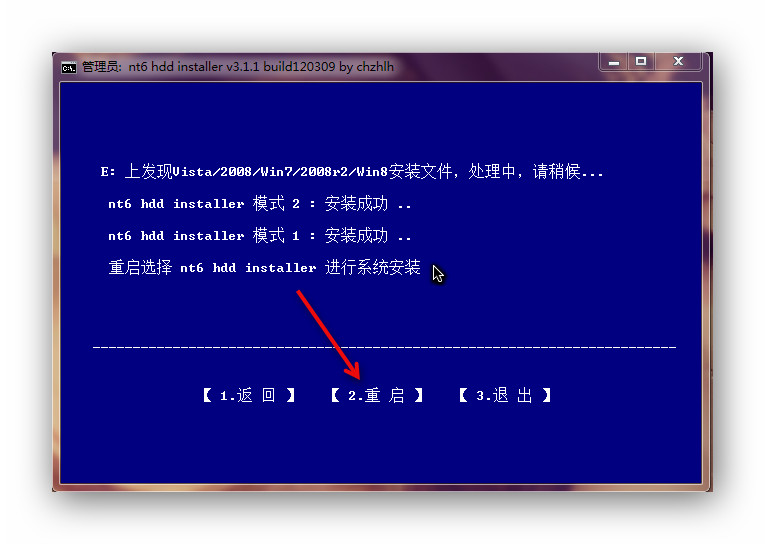 管理员: nt6 hdd installer v3.1.1 build120309 by chzhlh
E: 上发现Vista/2008/Win7/2008r2/Win8安装文件，处理中，请稍候...
nt6 hdd installer 模式 2 : 安装成功 ..
nt6 hdd installer 模式 1 : 安装成功 ..
重启选择 nt6 hdd installer 进行系统安装
【 1.返 回 】 【 2.重 启 】 【 3.退 出 】